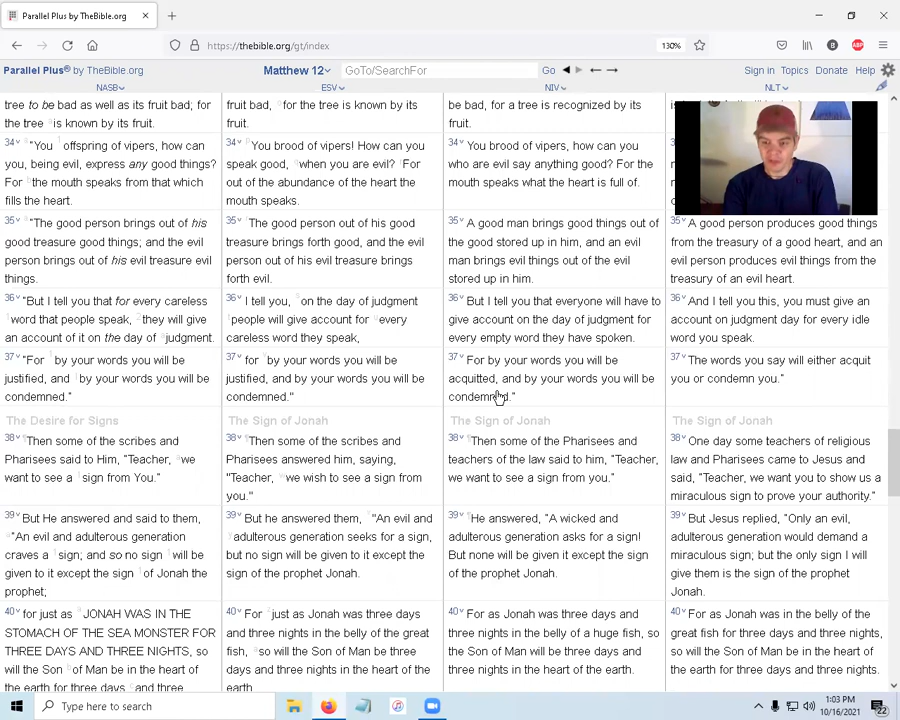 Parallel Plus by TheBible.org
https://thebible.org/gt/index
130%
Parallel Plus® by TheBible.org
Matthew 12
GoTo/SearchFor
Go
Sign in Topics Donate Help
NASB
ESV
NIV
NLT
tree to be bad as well as its fruit bad; for
the tree is known by its fruit.
34 "You offspring of vipers, how can
you, being evil, express any good things?
For the mouth speaks from that which
fills the heart.
35 "The good person brings out of his
good treasure good things; and the evil
person brings out of his evil treasure evil
things.
36 "But I tell you that for every careless
word that people speak, they will give
an account of it on the day of judgment.
37 "For by your words you will be
justified, and by your words you will be
condemned."
The Desire for Signs
38 Then some of the scribes and
Pharisees said to Him, "Teacher, we
want to see a sign from You."
39 But He answered and said to them,
"An evil and adulterous generation
craves a sign; and so no sign will be
given to it except the sign of Jonah the
prophet;
40 for just as JONAH WAS IN THE
STOMACH OF THE SEA MONSTER FOR
THREE DAYS AND THREE NIGHTS, so
will the Son of Man be in the heart of
the earth for three days and three
fruit bad, for the tree is known by its
fruit.
34 You brood of vipers! How can you
speak good, when you are evil? For
out of the abundance of the heart the
mouth speaks.
35 The good person out of his good
treasure brings forth good, and the evil
person out of his evil treasure brings
forth evil.
36 I tell you, on the day of judgment
people will give account for every
careless word they speak,
37 for by your words you will be
justified, and by your words you will be
condemned."
The Sign of Jonah
38 Then some of the scribes and
Pharisees answered him, saying,
"Teacher, we wish to see a sign from
you."
39 But he answered them, "An evil and
adulterous generation seeks for a sign,
but no sign will be given to it except the
sign of the prophet Jonah.
40 For just as Jonah was three days
and three nights in the belly of the great
fish, so will the Son of Man be three
days and three nights in the heart of the
earth
be bad, for a tree is recognized by its
fruit.
34 You brood of vipers, how can you
who are evil say anything good? For the
mouth speaks what the heart is full of.
35 A good man brings good things out of
the good stored up in him, and an evil
man brings evil things out of the evil
stored up in him.
36 But I tell you that everyone will have to
give account on the day of judgment for
every empty word they have spoken.
37 For by your words you will be
acquitted, and by your words you will be
condemned."
The Sign of Jonah
38 Then some of the Pharisees and
teachers of the law said to him, "Teacher,
we want to see a sign from you."
39 He answered, "A wicked and
adulterous generation asks for a sign!
But none will be given it except the sign
of the prophet Jonah.
40 For as Jonah was three days and
three nights in the belly of a huge fish, so
the Son of Man will be three days and
three nights in the heart of the earth.
35 A good person produces good things
from the treasury of a good heart, and an
evil person produces evil things from the
treasury of an evil heart.
36 And I tell you this, you must give an
account on judgment day for every idle
word you speak.
37 The words you say will either acquit
you or condemn you."
The Sign of Jonah
38 One day some teachers of religious
law and Pharisees came to Jesus and
said, "Teacher, we want you to show us a
miraculous sign to prove your authority."
39 But Jesus replied, "Only an evil,
adulterous generation would demand a
miraculous sign; but the only sign I will
give them is the sign of the prophet
Jonah.
40 For as Jonah was in the belly of the
great fish for three days and three nights,
so will the Son of Man be in the heart of
the earth for three days and three nights.
Type here to search
1:03 PM
10/16/2021
22